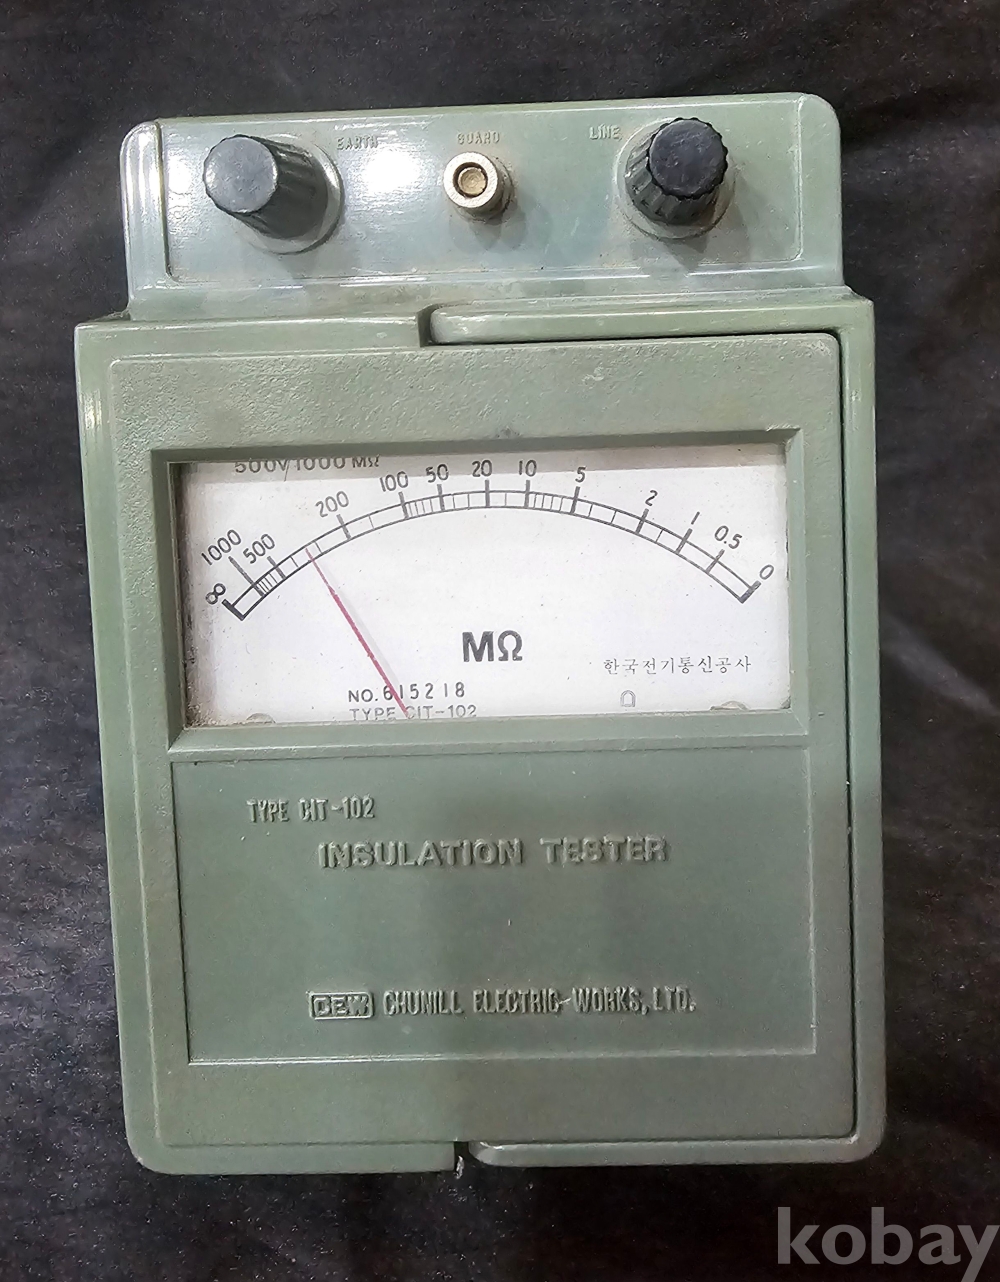 EARTH GUARD LINE
500V/1000 MΩ
∞ 1000 500 200 100 50 20 10 5 2 1 0.5 0
MΩ
한국전기통신공사
NO. 615218
TYPE CIT-102
TYPE CIT-102
INSULATION TESTER
CEW CHUNILL ELECTRIC-WORKS, LTD.
kobay